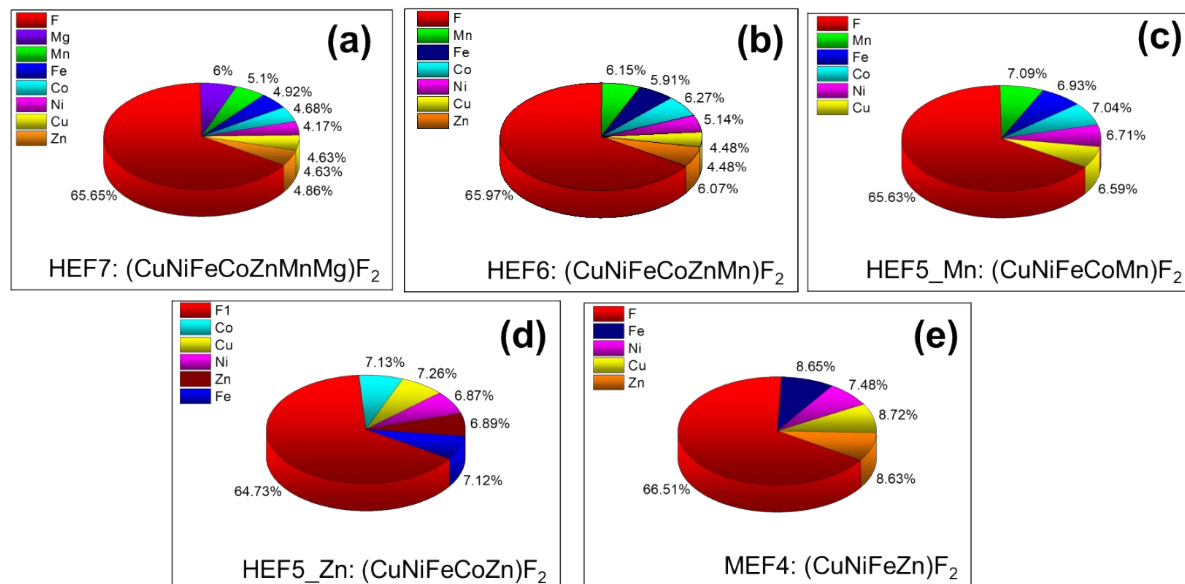 F
Mg
Mn
Fe
Co
Ni
Cu
Zn
(a)
6%
5.1%
4.92%
4.68%
4.17%
4.63%
4.63%
4.86%
65.65%
HEF7: (CuNiFeCoZnMnMg)F₂
F
Mn
Fe
Co
Ni
Cu
Zn
(b)
6.15%
5.91%
6.27%
5.14%
4.48%
4.48%
6.07%
65.97%
HEF6: (CuNiFeCoZnMn)F₂
F
Mn
Fe
Co
Ni
Cu
(c)
7.09%
6.93%
7.04%
6.71%
6.59%
65.63%
HEF5_Mn: (CuNiFeCoMn)F₂
F1
Co
Cu
Ni
Zn
Fe
(d)
7.13%
7.26%
6.87%
6.89%
7.12%
64.73%
HEF5_Zn: (CuNiFeCoZn)F₂
F
Fe
Ni
Cu
Zn
(e)
8.65%
7.48%
8.72%
8.63%
66.51%
MEF4: (CuNiFeZn)F₂